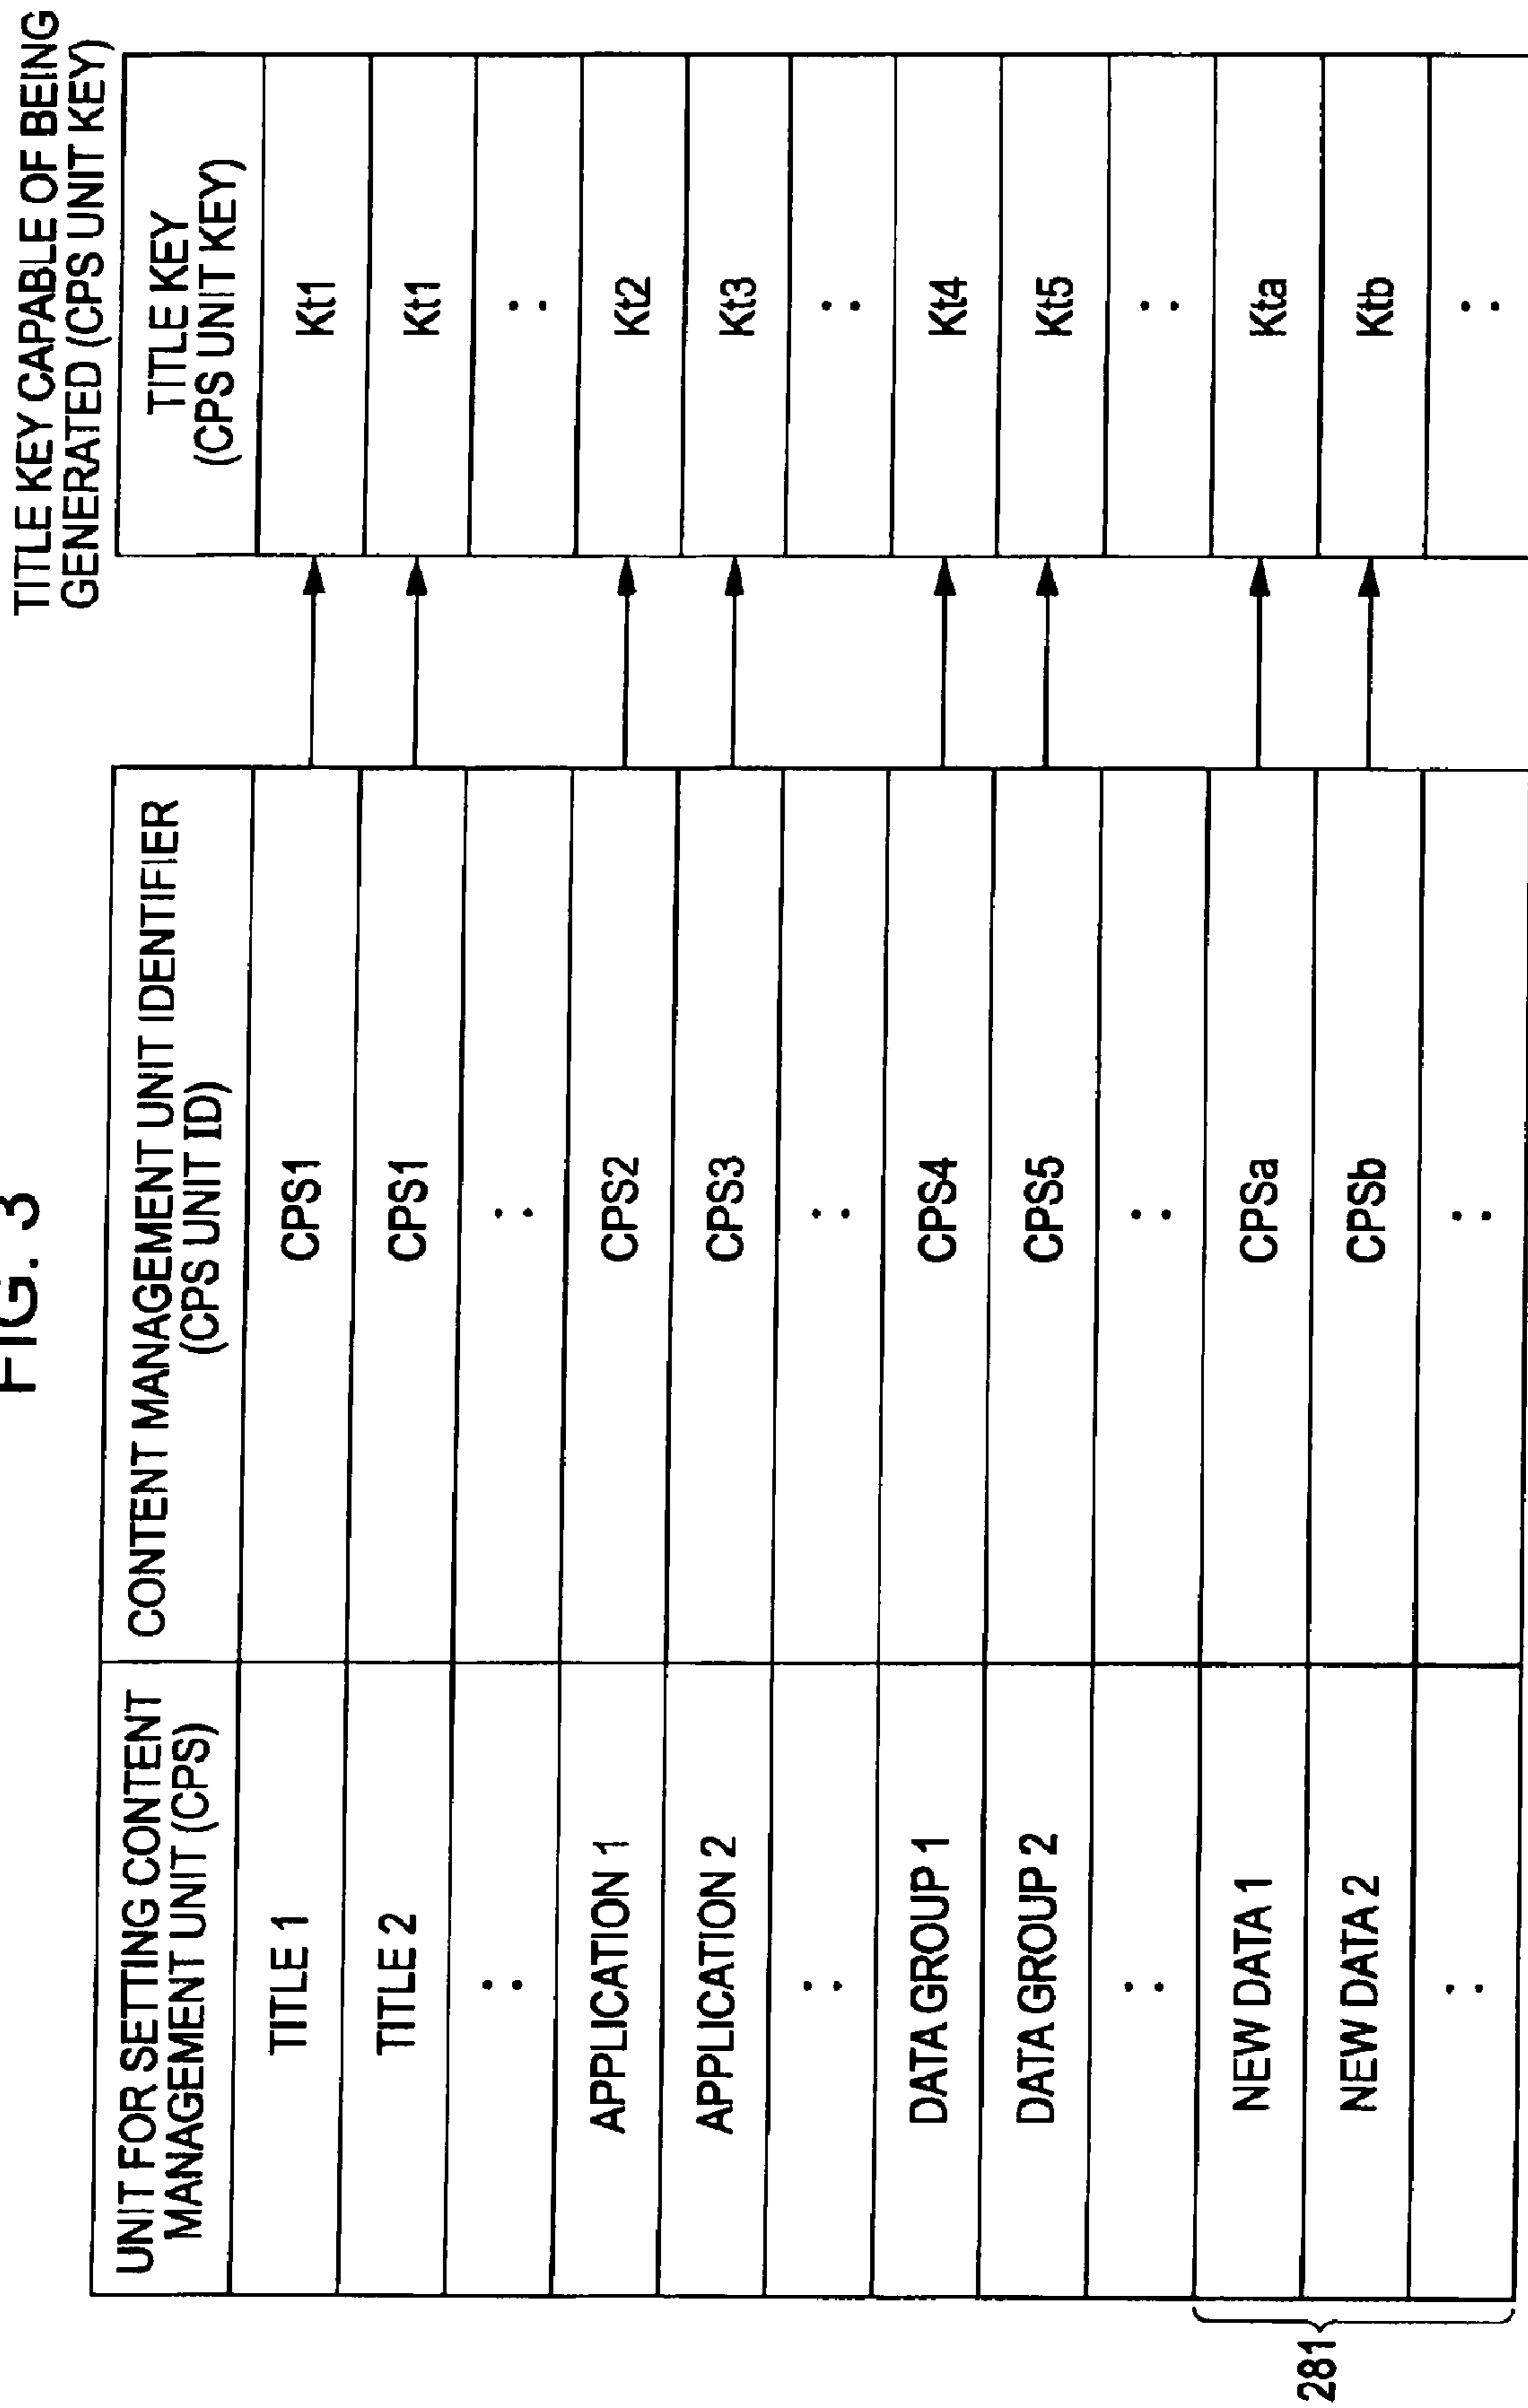 FIG. 3
TITLE KEY CAPABLE OF BEING
GENERATED (CPS UNIT KEY)
UNIT FOR SETTING CONTENT
MANAGEMENT UNIT (CPS)
CONTENT MANAGEMENT UNIT IDENTIFIER
(CPS UNIT ID)
TITLE KEY
(CPS UNIT KEY)
TITLE 1
CPS1
Kt1
TITLE 2
CPS1
Kt1
:
:
:
APPLICATION 1
CPS2
Kt2
APPLICATION 2
CPS3
Kt3
:
:
:
DATA GROUP 1
CPS4
Kt4
DATA GROUP 2
CPS5
Kt5
:
:
:
281
NEW DATA 1
CPSa
Kta
NEW DATA 2
CPSb
Ktb
:
:
: